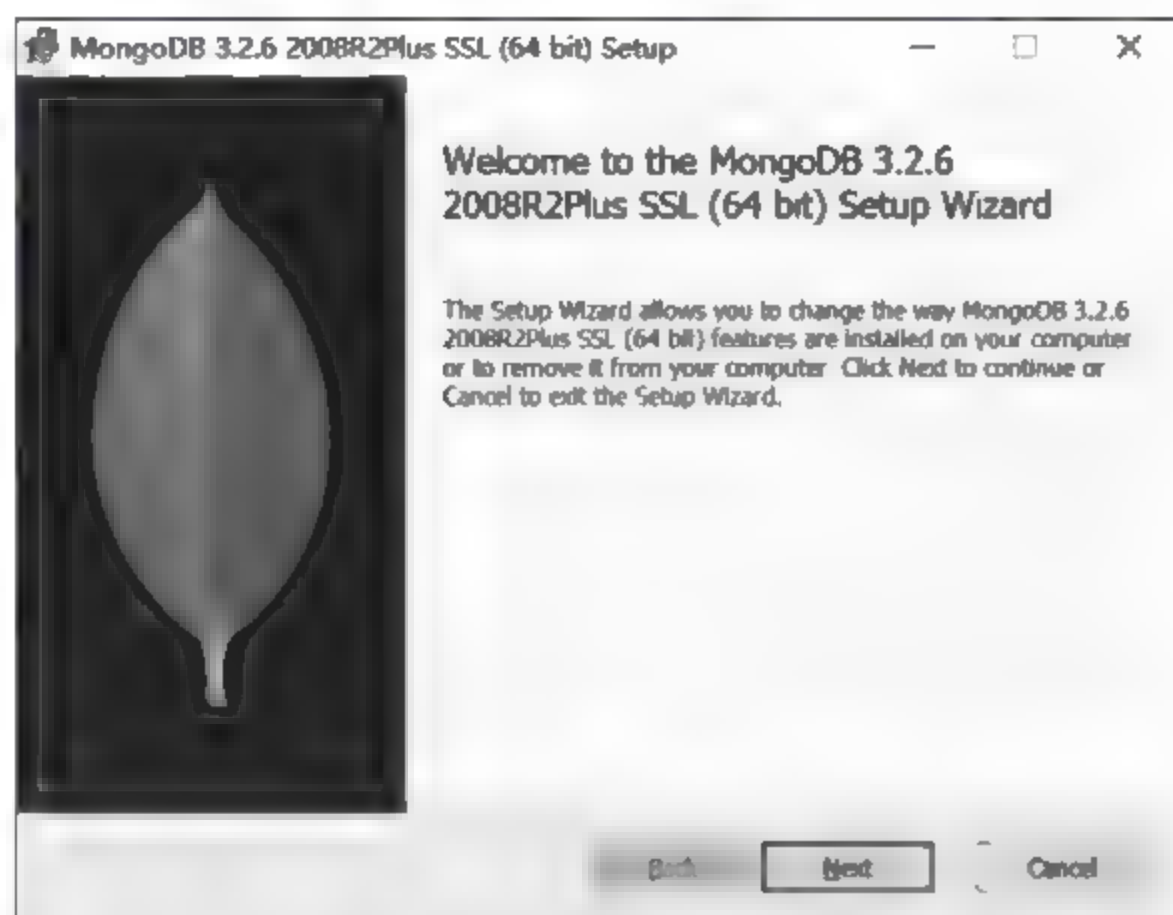 MongoDB 3.2.6 2008R2Plus SSL (64 bit) Setup
Welcome to the MongoDB 3.2.6
2008R2Plus SSL (64 bit) Setup Wizard
The Setup Wizard allows you to change the way MongoDB 3.2.6
2008R2Plus SSL (64 bit) features are installed on your computer
or to remove it from your computer. Click Next to continue or
Cancel to exit the Setup Wizard.
Back Next Cancel